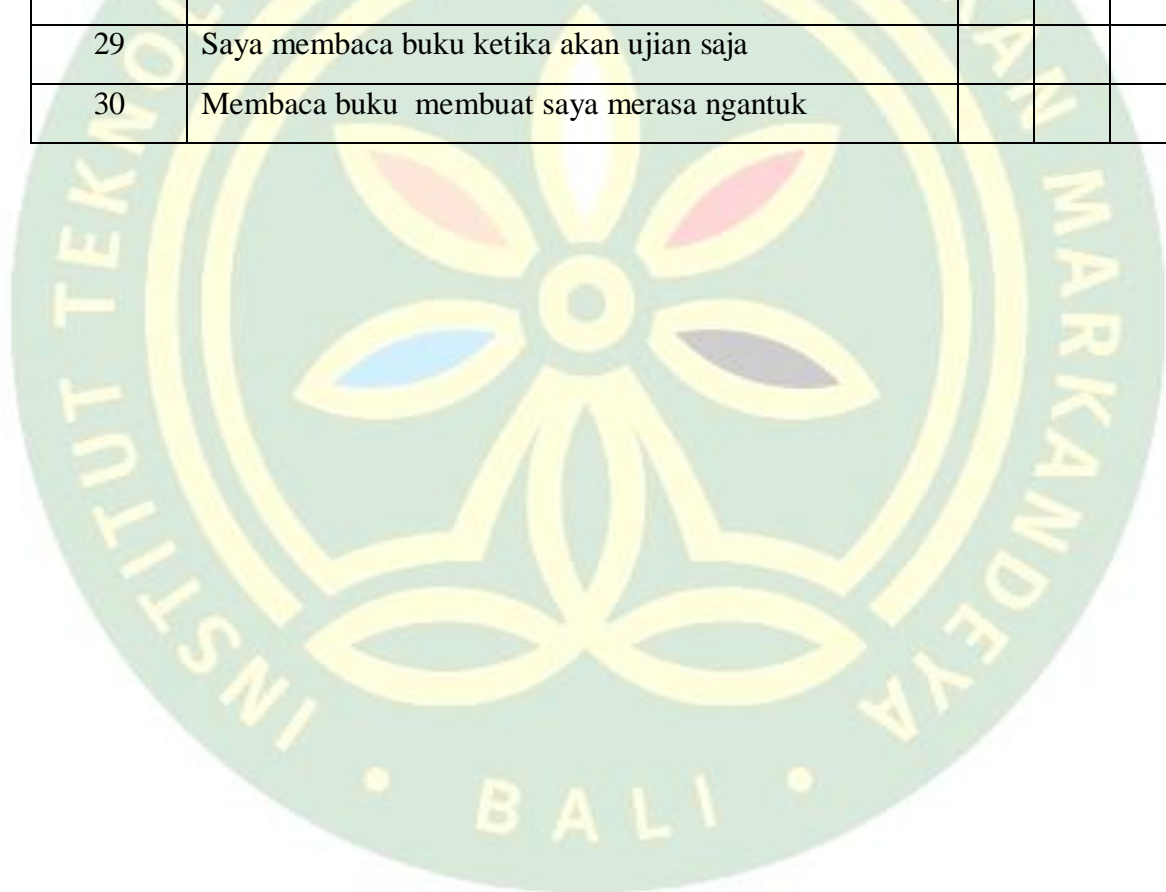 29 Saya membaca buku ketika akan ujian saja
30 Membaca buku  membuat saya merasa ngantuk
INSTITUT
MARKANDEYA
• BALI •